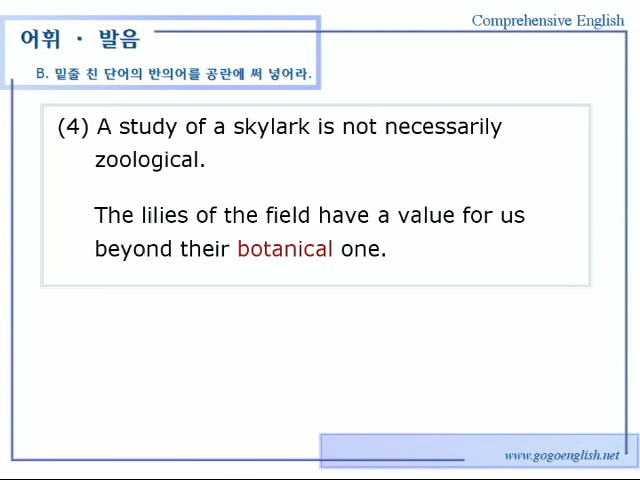 Comprehensive English
어휘 · 발음
B. 밑줄 친 단어의 반의어를 공란에 써 넣어라.
(4) A study of a skylark is not necessarily
zoological.
The lilies of the field have a value for us
beyond their botanical one.
www.gogoenglish.net